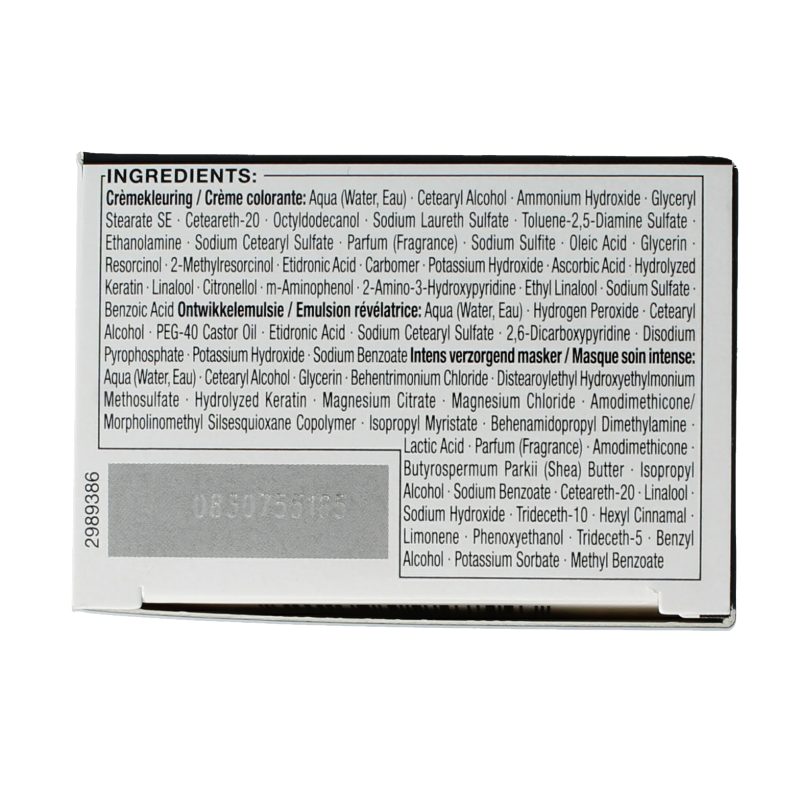 INGREDIENTS:
Crèmekleuring / Crème colorante: Aqua (Water, Eau) · Cetearyl Alcohol · Ammonium Hydroxide · Glyceryl
Stearate SE · Ceteareth-20 · Octyldodecanol · Sodium Laureth Sulfate · Toluene-2,5-Diamine Sulfate ·
Ethanolamine · Sodium Cetearyl Sulfate · Parfum (Fragrance) · Sodium Sulfite · Oleic Acid · Glycerin ·
Resorcinol · 2-Methylresorcinol · Etidronic Acid · Carbomer · Potassium Hydroxide · Ascorbic Acid · Hydrolyzed
Keratin · Linalool · Citronellol · m-Aminophenol · 2-Amino-3-Hydroxypyridine · Ethyl Linalool · Sodium Sulfate ·
Benzoic Acid Ontwikkelemulsie / Emulsion révélatrice: Aqua (Water, Eau) · Hydrogen Peroxide · Cetearyl
Alcohol · PEG-40 Castor Oil · Etidronic Acid · Sodium Cetearyl Sulfate · 2,6-Dicarboxypyridine · Disodium
Pyrophosphate · Potassium Hydroxide · Sodium Benzoate Intens verzorgend masker / Masque soin intense:
Aqua (Water, Eau) · Cetearyl Alcohol · Glycerin · Behentrimonium Chloride · Distearoylethyl Hydroxyethylmonium
Methosulfate · Hydrolyzed Keratin · Magnesium Citrate · Magnesium Chloride · Amodimethicone/
Morpholinomethyl Silsesquioxane Copolymer · Isopropyl Myristate · Behenamidopropyl Dimethylamine ·
Lactic Acid · Parfum (Fragrance) · Amodimethicone ·
Butyrospermum Parkii (Shea) Butter · Isopropyl
Alcohol · Sodium Benzoate · Ceteareth-20 · Linalool ·
Sodium Hydroxide · Trideceth-10 · Hexyl Cinnamal ·
Limonene · Phenoxyethanol · Trideceth-5 · Benzyl
Alcohol · Potassium Sorbate · Methyl Benzoate
2989386